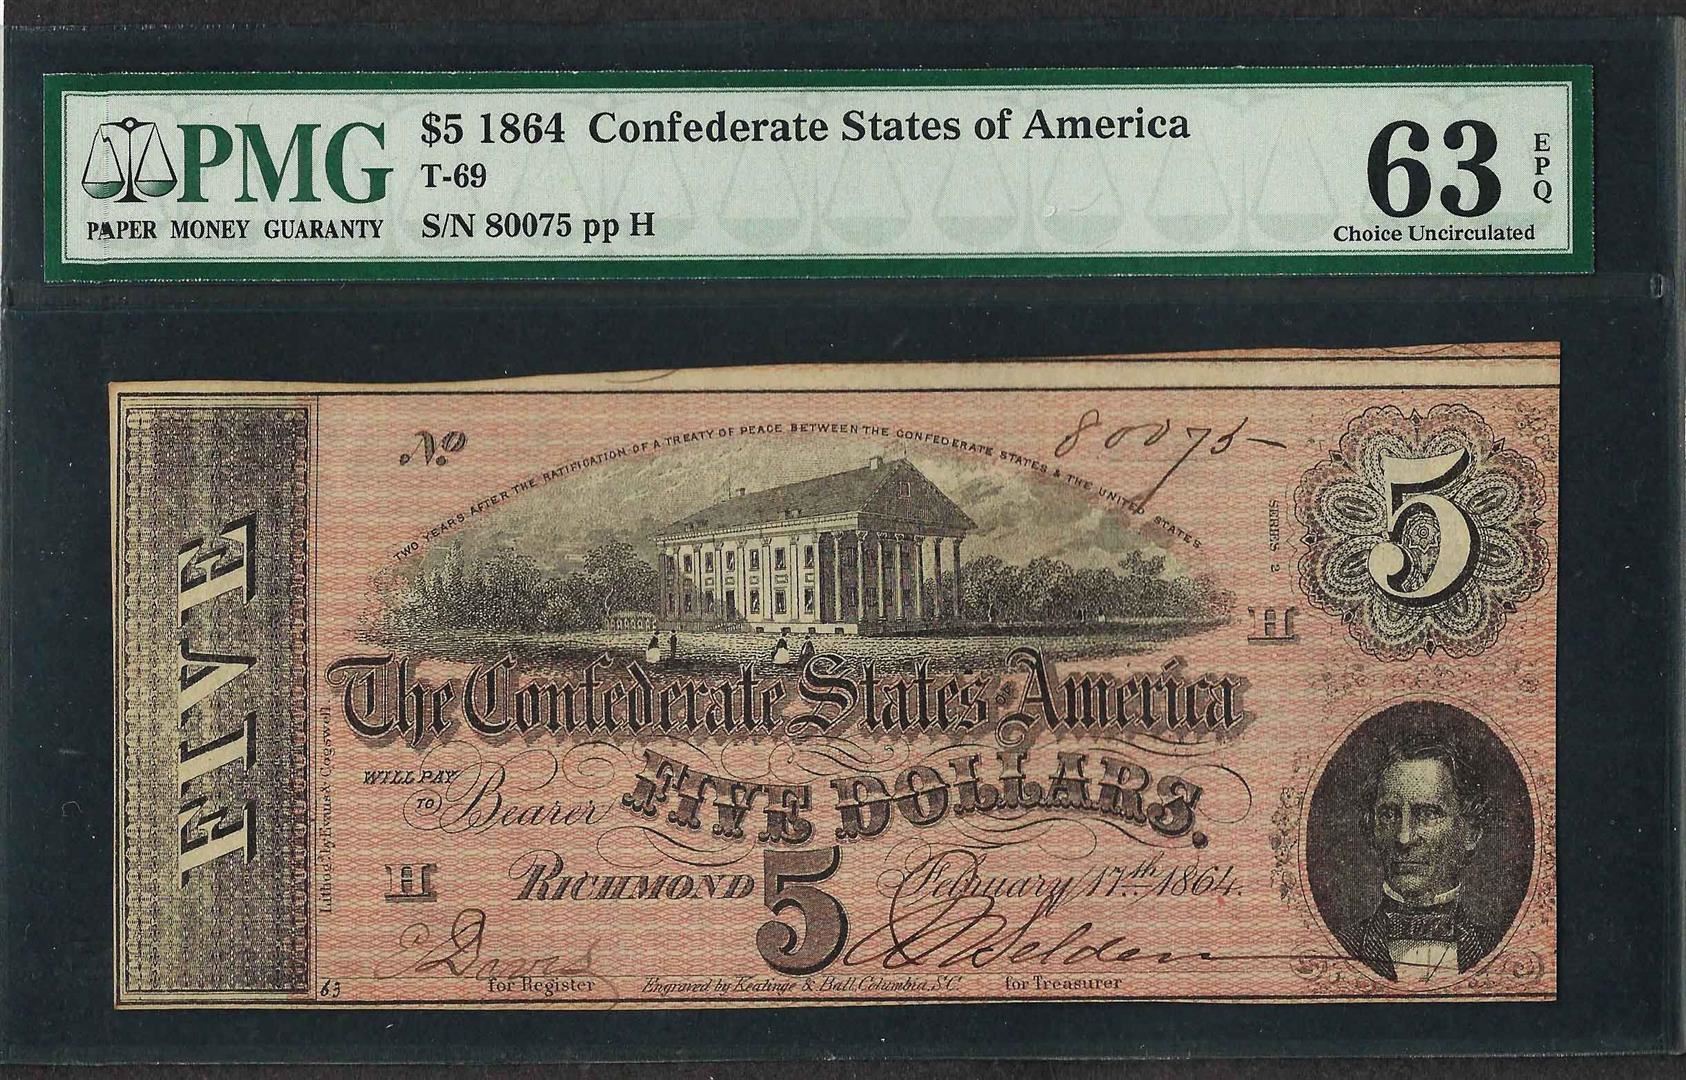 PMG
PAPER MONEY GUARANTY
$5 1864 Confederate States of America
T-69
S/N 80075 pp H
63
EPQ
Choice Uncirculated
No 80075
TWO YEARS AFTER THE RATIFICATION OF A TREATY OF PEACE BETWEEN THE CONFEDERATE STATES & THE UNITED STATES
SERIES 2
5
H
FIVE
The Confederate States OF America
WILL PAY
TO Bearer FIVE DOLLARS.
H
RICHMOND 5 February 17th 1864.
Lithog'd by Evans & Cogswell
C Davis
A Selden
63
for Register
Engraved by Keatinge & Ball, Columbia, S.C.
for Treasurer